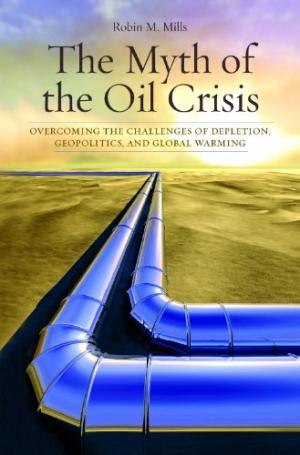 Robin M. Mills
The Myth of
the Oil Crisis
OVERCOMING THE CHALLENGES OF DEPLETION,
GEOPOLITICS, AND GLOBAL WARMING